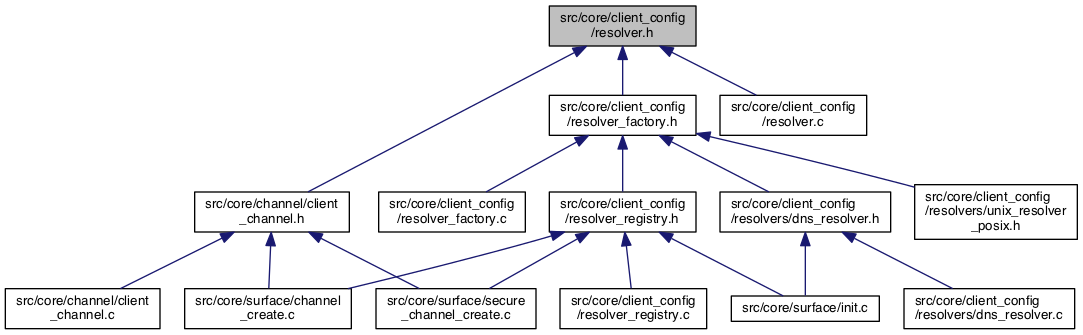 src/core/client_config
/resolver.h
src/core/client_config
/resolver_factory.h
src/core/client_config
/resolver.c
src/core/channel/client
_channel.h
src/core/client_config
/resolver_factory.c
src/core/client_config
/resolver_registry.h
src/core/client_config
/resolvers/dns_resolver.h
src/core/client_config
/resolvers/unix_resolver
_posix.h
src/core/channel/client
_channel.c
src/core/surface/channel
_create.c
src/core/surface/secure
_channel_create.c
src/core/client_config
/resolver_registry.c
src/core/surface/init.c
src/core/client_config
/resolvers/dns_resolver.c